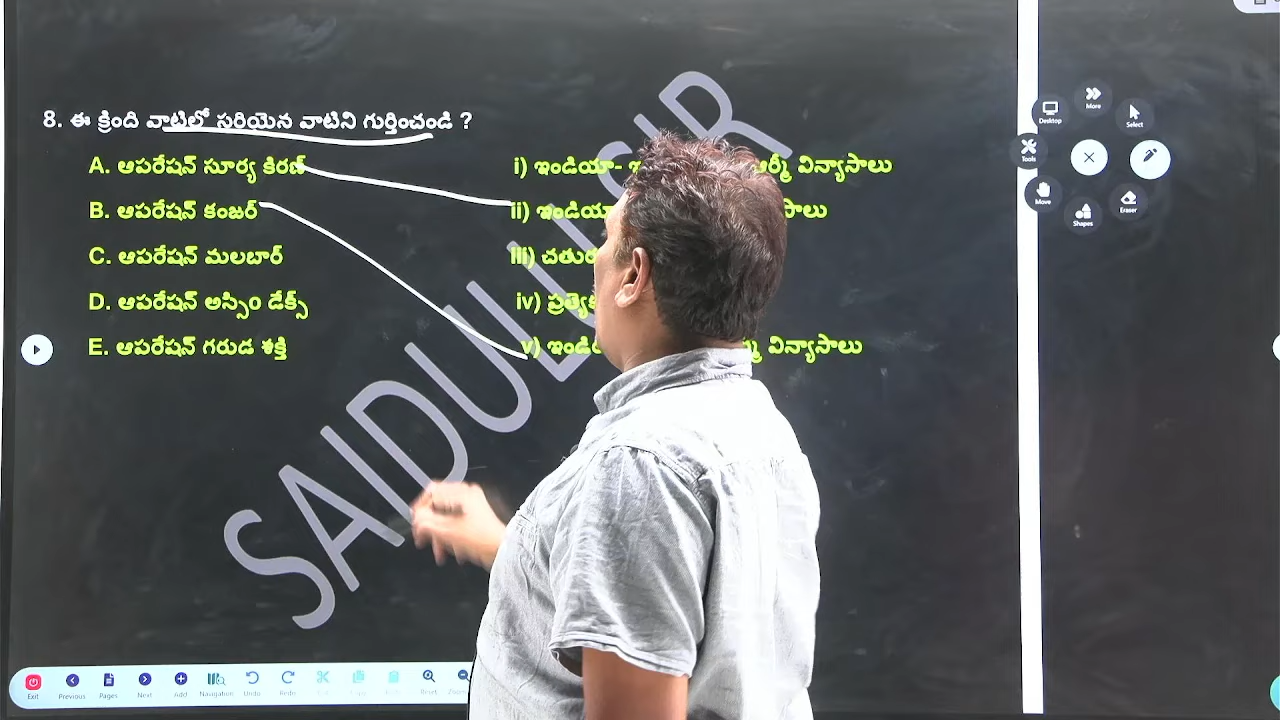 8. ఈ క్రింది వాటిలో సరియైన వాటిని గుర్తించండి ?
A. ఆపరేషన్ సూర్య కిరణ్ i) ఇండియా- ఆర్మీ విన్యాసాలు
B. ఆపరేషన్ కంజర్ ii)
C. ఆపరేషన్ మలబార్ iii)
D. ఆపరేషన్ అస్సిం డేక్స్ iv)
E. ఆపరేషన్ గరుడ శక్తి v) విన్యాసాలు
SAIDULU SIR
Desktop
More
Select
Tools
Move
Shapes
Eraser
Exit Previous Pages Next Add Navigation Undo Redo Reset